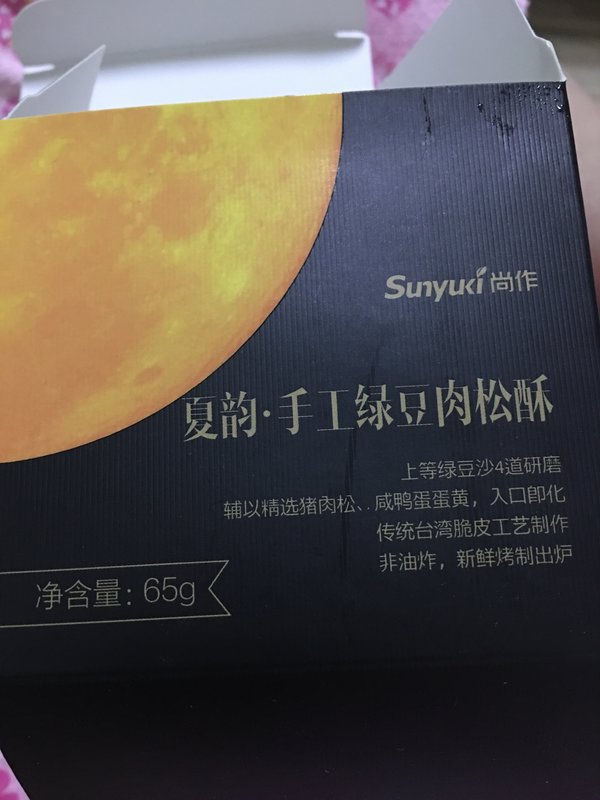 Sunyuki 尚作
夏韵·手工绿豆肉松酥
上等绿豆沙4道研磨
辅以精选猪肉松、咸鸭蛋蛋黄，入口即化
传统台湾脆皮工艺制作
非油炸，新鲜烤制出炉
净含量：65g